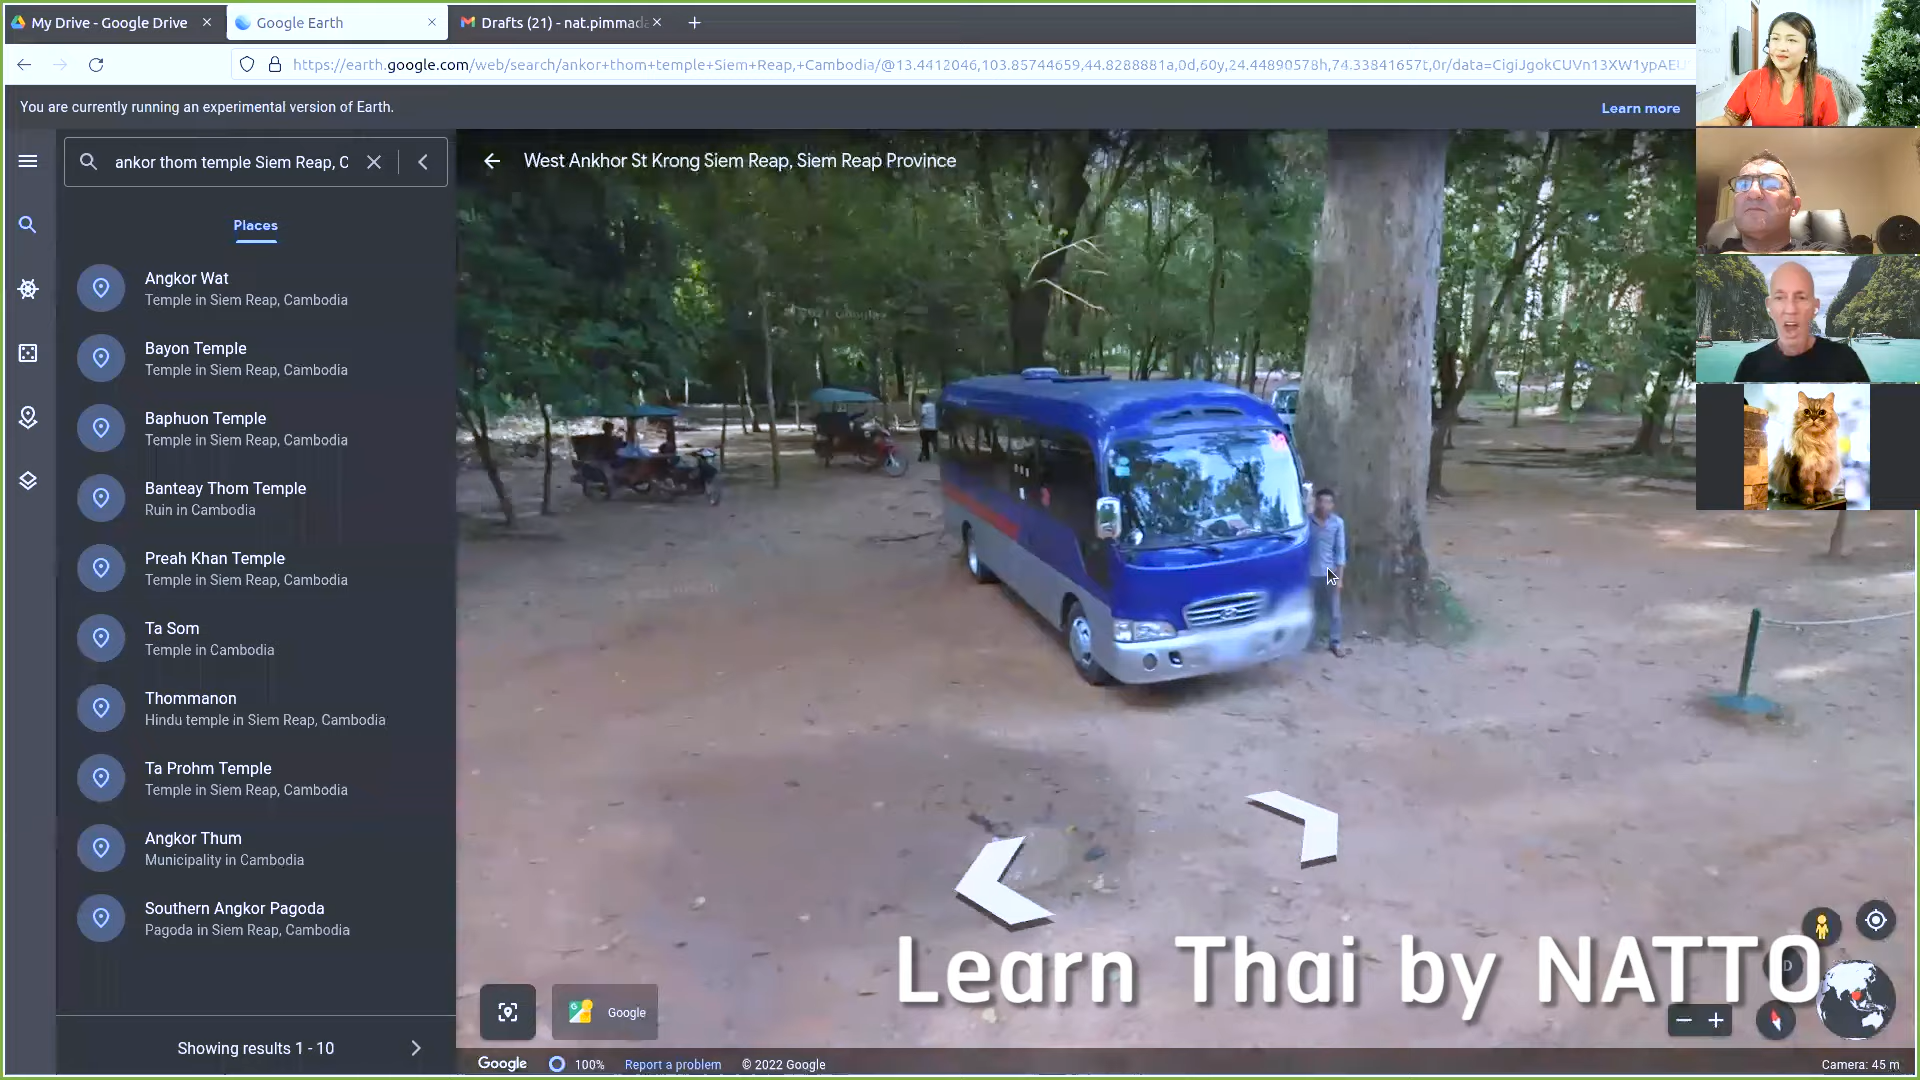 My Drive - Google Drive
Google Earth
Drafts (21) - nat.pimmad
https://earth.google.com/web/search/ankor+thom+temple+Siem+Reap,+Cambodia/@13.4412046,103.85744659,44.8288881a,0d,60y,24.44890578h,74.33841657t,0r/data=CigiJgokCUVn13XW1ypAEU
You are currently running an experimental version of Earth.
Learn more
ankor thom temple Siem Reap, C
West Ankhor St Krong Siem Reap, Siem Reap Province
Places
Angkor Wat
Temple in Siem Reap, Cambodia
Bayon Temple
Temple in Siem Reap, Cambodia
Baphuon Temple
Temple in Siem Reap, Cambodia
Banteay Thom Temple
Ruin in Cambodia
Preah Khan Temple
Temple in Siem Reap, Cambodia
Ta Som
Temple in Cambodia
Thommanon
Hindu temple in Siem Reap, Cambodia
Ta Prohm Temple
Temple in Siem Reap, Cambodia
Angkor Thum
Municipality in Cambodia
Southern Angkor Pagoda
Pagoda in Siem Reap, Cambodia
Showing results 1 - 10
Learn Thai by NATTO
Google
Google
100%
Report a problem
© 2022 Google
Camera: 45 m